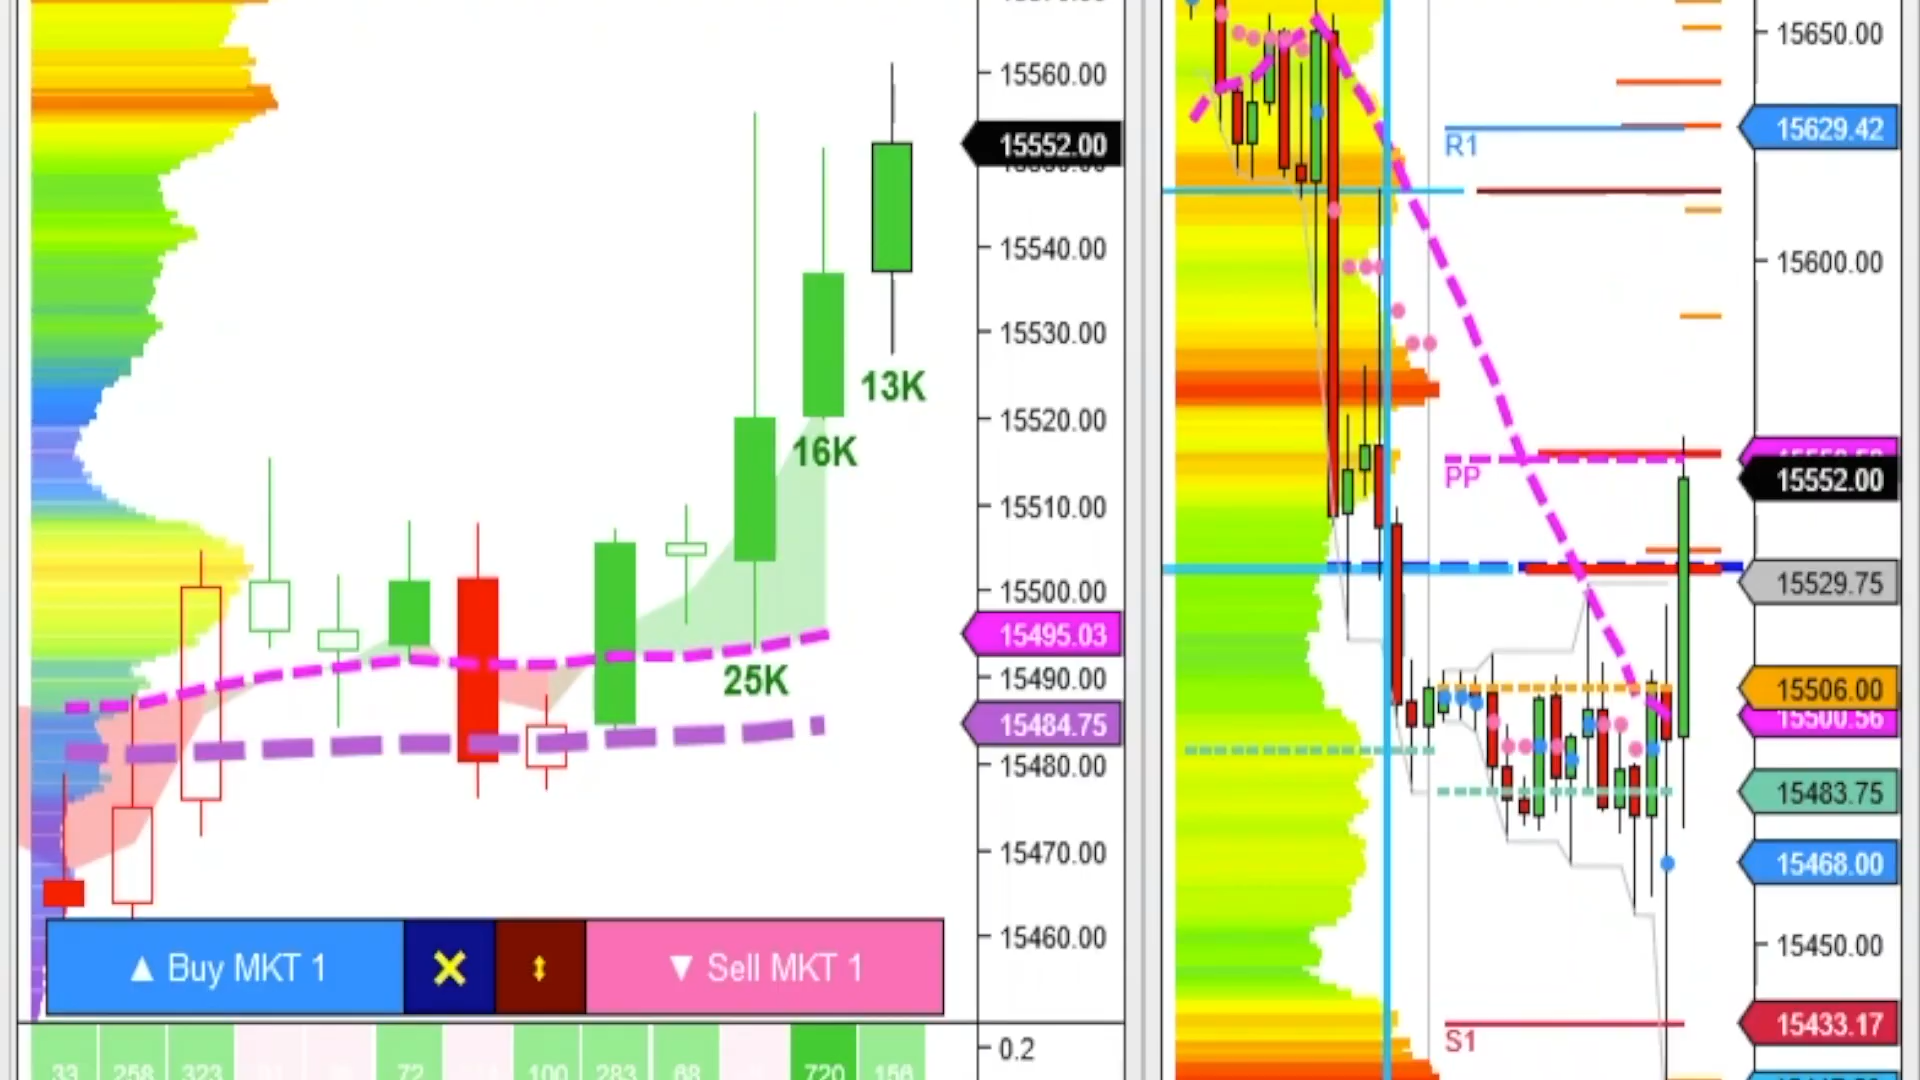 15560.00
15552.00
15540.00
15530.00
13K
15520.00
16K
15510.00
15500.00
15495.03
25K
15490.00
15484.75
15480.00
15470.00
15460.00
▲ Buy MKT 1
▼ Sell MKT 1
0.2
33 258 323 72 100 283 68 720 156
15650.00
15629.42
R1
15600.00
PP
15552.00
15529.75
15506.00
15500.56
15483.75
15468.00
15450.00
15433.17
S1